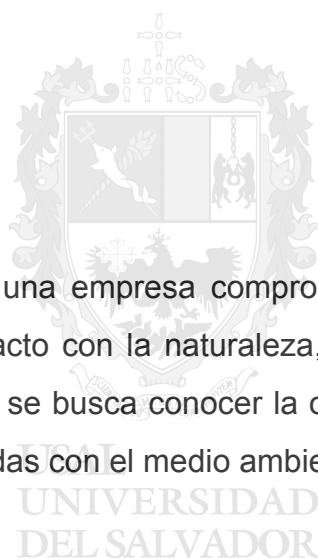 una empresa compro
acto con la naturaleza,
se busca conocer la
das con el medio ambie
USAL
UNIVERSIDAD
DEL SALVADOR